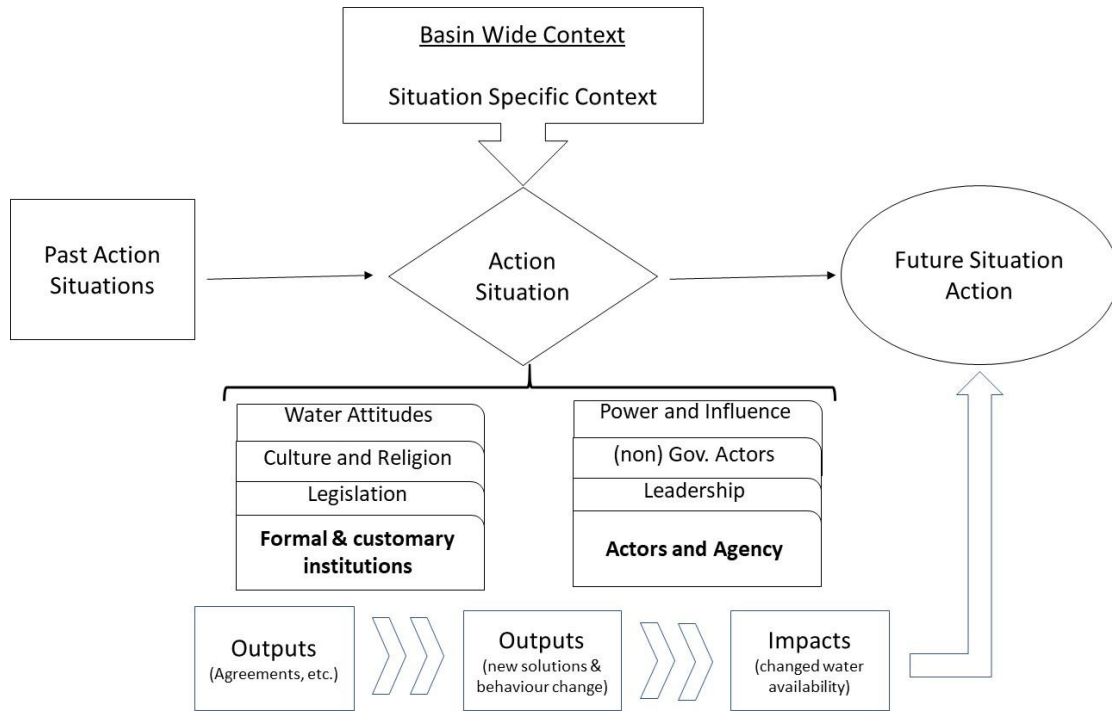 Basin Wide Context
Situation Specific Context
Past Action
Situations
Action
Situation
Future Situation
Action
Water Attitudes
Culture and Religion
Legislation
Formal & customary
institutions
Power and Influence
(non) Gov. Actors
Leadership
Actors and Agency
Outputs
(Agreements, etc.)
Outputs
(new solutions &
behaviour change)
Impacts
(changed water
availability)